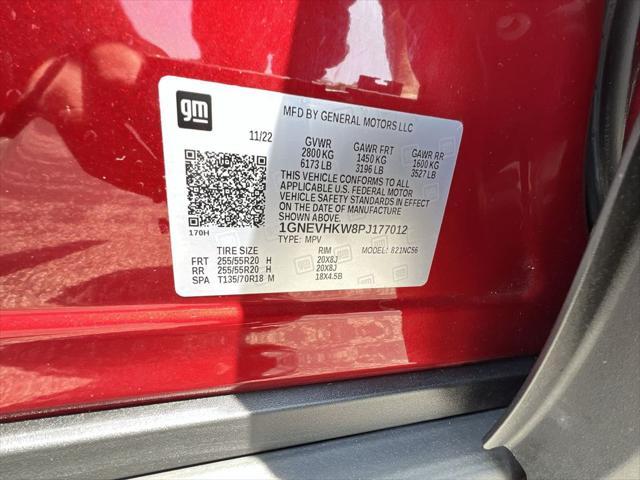 gm
MFD BY GENERAL MOTORS LLC
11/22
GVWR GAWR FRT GAWR RR
2800 KG 1450 KG 1600 KG
6173 LB 3196 LB 3527 LB
THIS VEHICLE CONFORMS TO ALL
APPLICABLE U.S. FEDERAL MOTOR
VEHICLE SAFETY STANDARDS IN EFFECT
ON THE DATE OF MANUFACTURE
SHOWN ABOVE.
1GNEVHKW8PJ177012
170H
TYPE: MPV MODEL: 821NC56
TIRE SIZE RIM
FRT 255/55R20 H 20X8J
RR 255/55R20 H 20X8J
SPA T135/70R18 M 18X4.5B